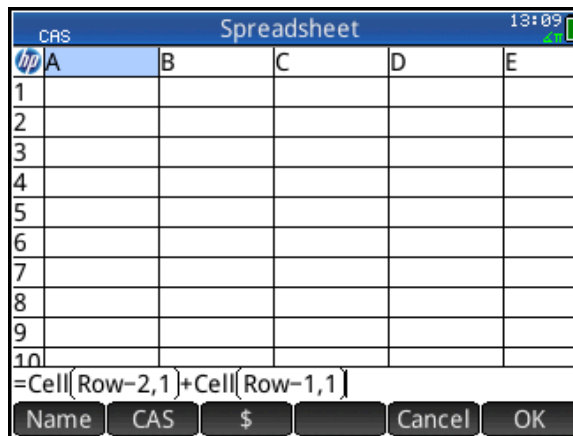 CAS Spreadsheet 13:09
∡π
hp A B C D E
1
2
3
4
5
6
7
8
9
10
=Cell(Row-2,1)+Cell(Row-1,1)
Name CAS $ Cancel OK